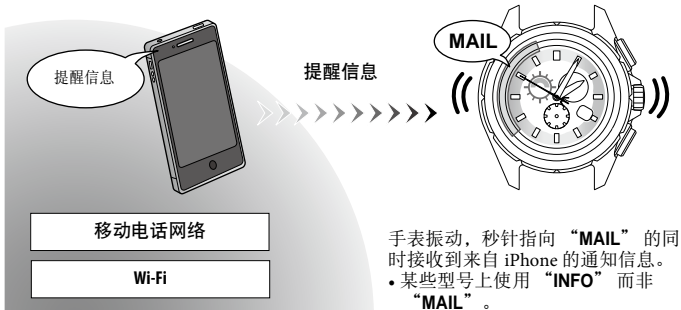 提醒信息
提醒信息
MAIL
移动电话网络
Wi-Fi
手表振动，秒针指向 “MAIL” 的同
时接收到来自 iPhone 的通知信息。
• 某些型号上使用 “INFO” 而非
“MAIL” 。